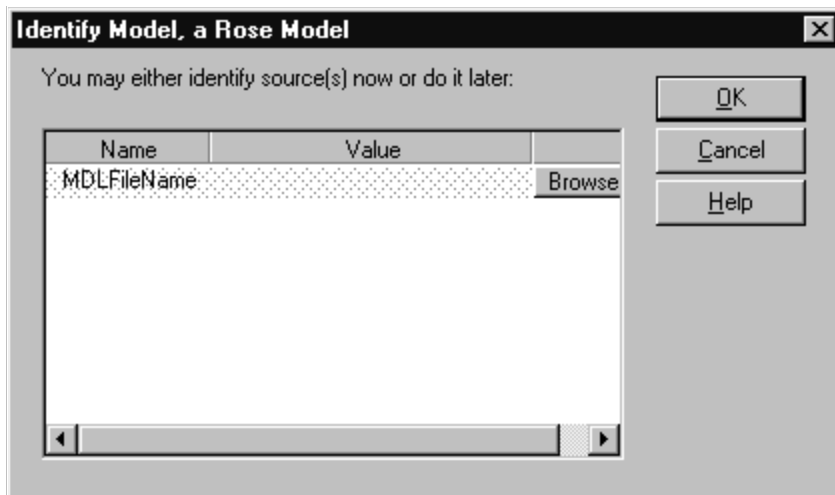 Identify Model, a Rose Model
You may either identify source(s) now or do it later:
OK
Name Value
Cancel
MDLFileName Browse
Help